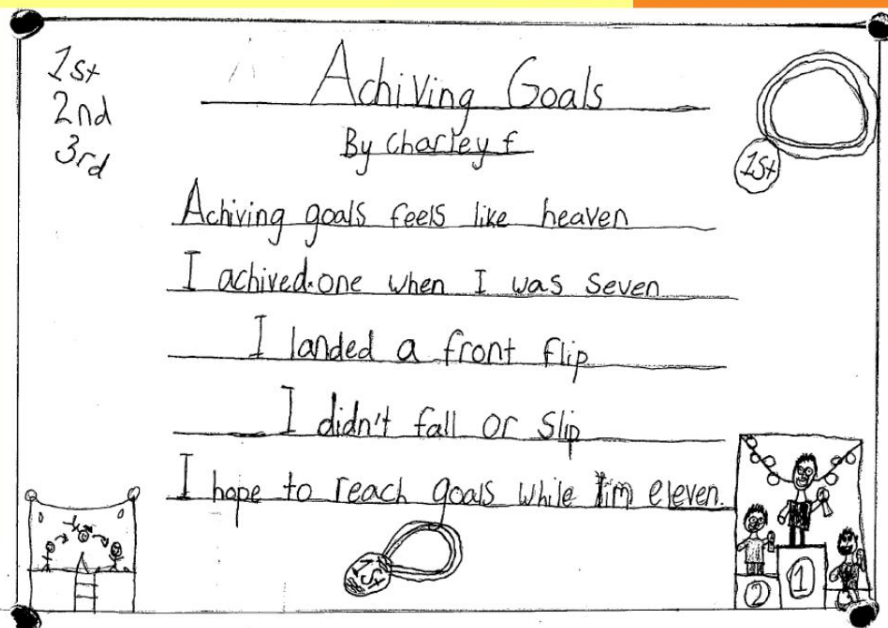 1st
2nd
3rd
Achiving Goals
By Charley f
1st
Achiving goals feels like heaven
I achived one when I was seven
I landed a front flip
I didn't fall or slip
I hope to reach goals while I'm eleven.
1st
2
1